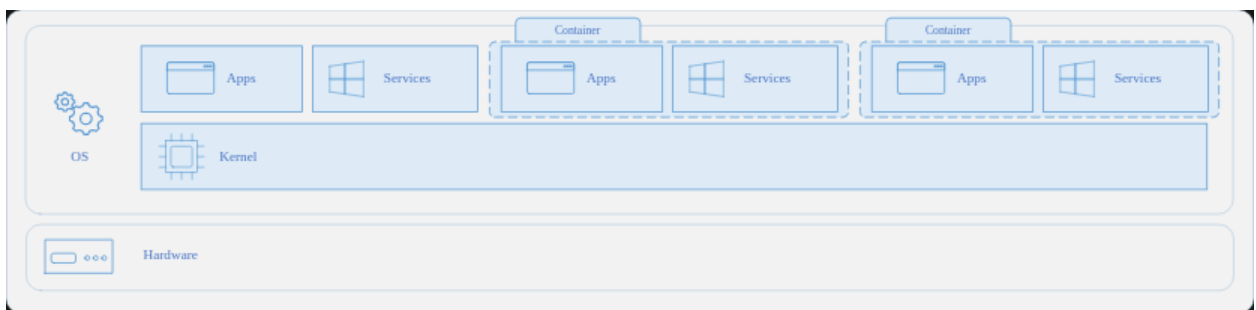 Container
Container
Apps
Services
Apps
Services
Apps
Services
OS
Kernel
Hardware